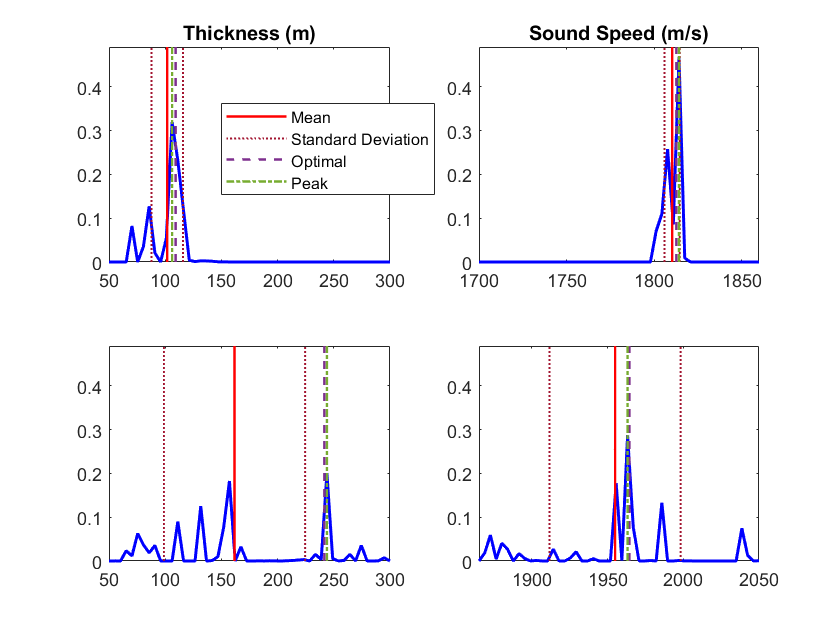 Thickness (m)
Sound Speed (m/s)
0.4
0.3
0.2
0.1
0
50 100 150 200 250 300
Mean
Standard Deviation
Optimal
Peak
0.4
0.3
0.2
0.1
0
1700 1750 1800 1850
0.4
0.3
0.2
0.1
0
50 100 150 200 250 300
0.4
0.3
0.2
0.1
0
1900 1950 2000 2050